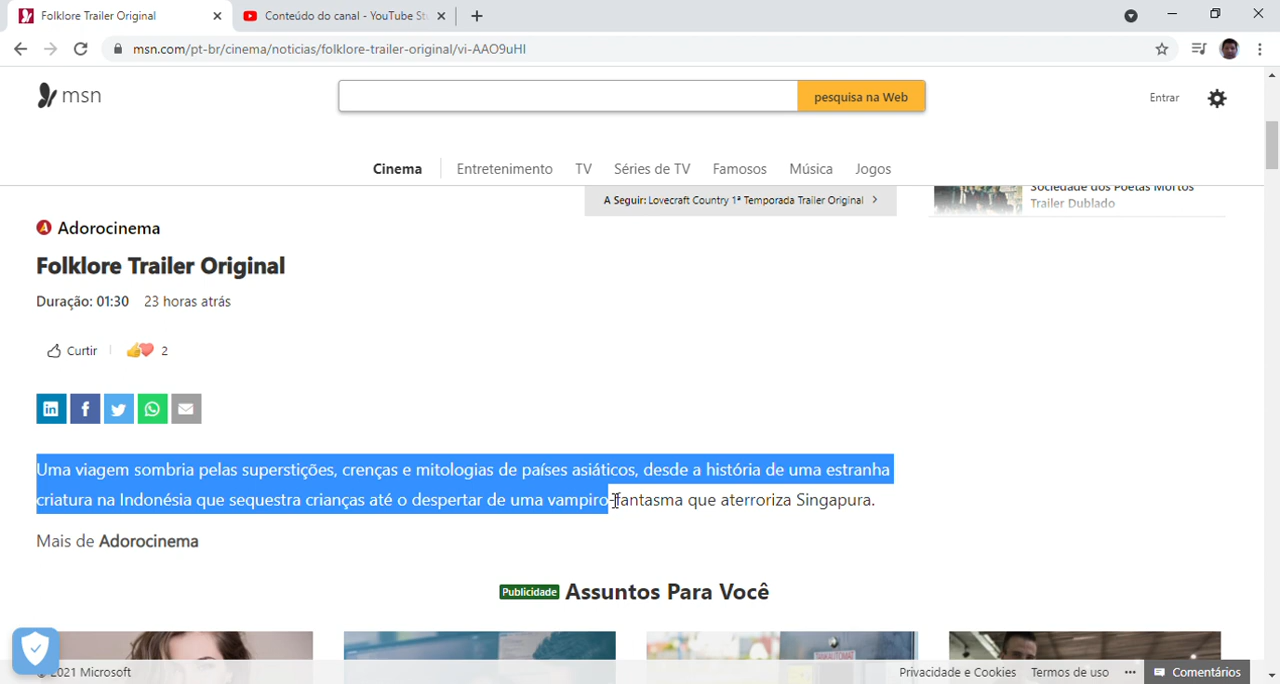 Folklore Trailer Original
Conteúdo do canal - YouTube St
msn.com/pt-br/cinema/noticias/folklore-trailer-original/vi-AAO9uHI
msn
pesquisa na Web
Entrar
Cinema
Entretenimento
TV
Séries de TV
Famosos
Música
Jogos
A Seguir: Lovecraft Country 1ª Temporada Trailer Original
Sociedade dos Poetas Mortos
Trailer Dublado
Adorocinema
Folklore Trailer Original
Duração: 01:30 23 horas atrás
Curtir
2
Uma viagem sombria pelas superstições, crenças e mitologias de países asiáticos, desde a história de uma estranha
criatura na Indonésia que sequestra crianças até o despertar de uma vampiro-fantasma que aterroriza Singapura.
Mais de Adorocinema
Publicidade Assuntos Para Você
© 2021 Microsoft
Privacidade e Cookies
Termos de uso
Comentários